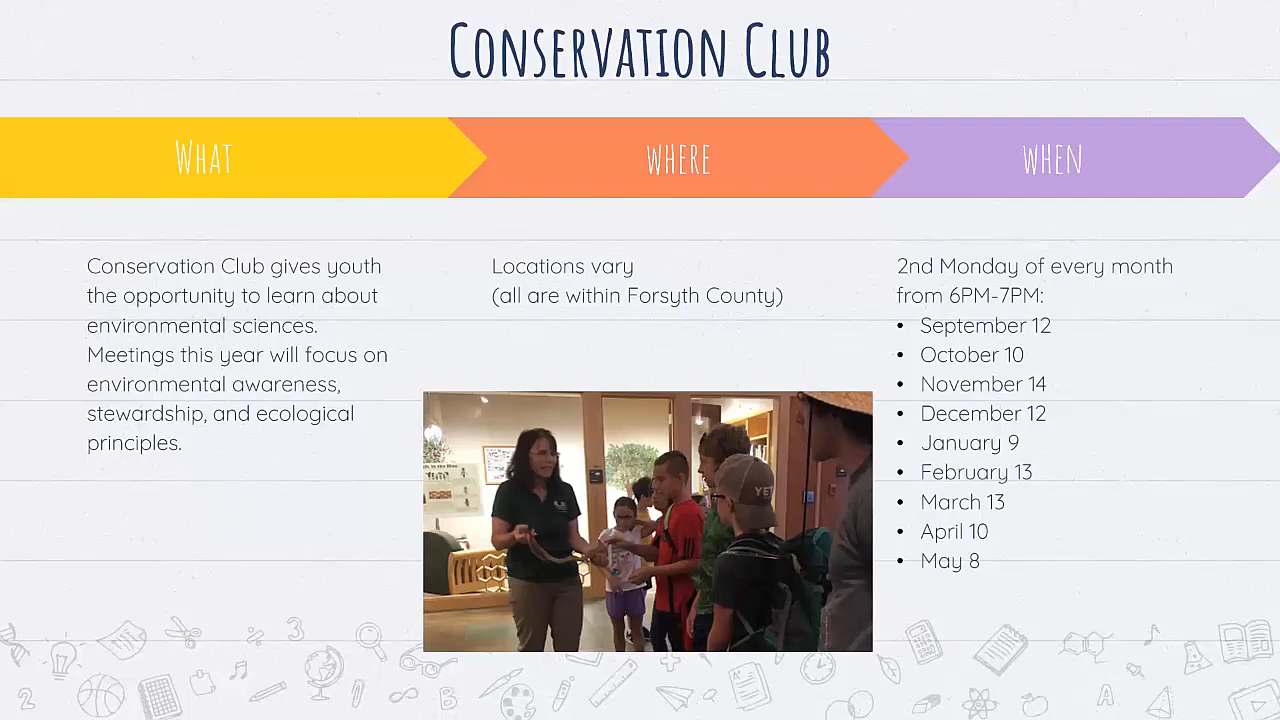 Conservation Club
What
where
when
Conservation Club gives youth
the opportunity to learn about
environmental sciences.
Meetings this year will focus on
environmental awareness,
stewardship, and ecological
principles.
Locations vary
(all are within Forsyth County)
2nd Monday of every month
from 6PM-7PM:
• September 12
• October 10
• November 14
• December 12
• January 9
• February 13
• March 13
• April 10
• May 8